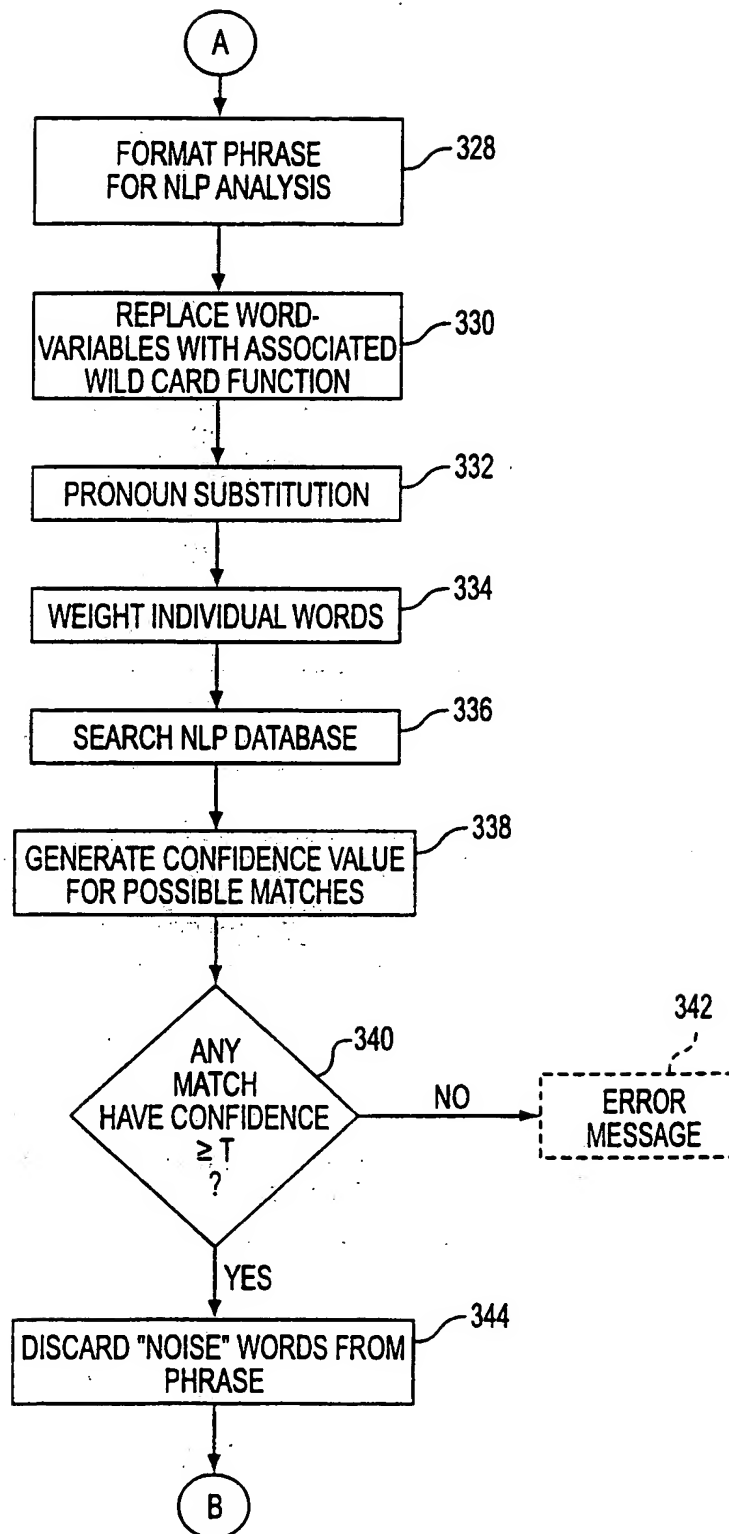 A
FORMAT PHRASE
FOR NLP ANALYSIS
328
REPLACE WORD-
VARIABLES WITH ASSOCIATED
WILD CARD FUNCTION
330
PRONOUN SUBSTITUTION
332
WEIGHT INDIVIDUAL WORDS
334
SEARCH NLP DATABASE
336
GENERATE CONFIDENCE VALUE
FOR POSSIBLE MATCHES
338
ANY
MATCH
HAVE CONFIDENCE
≥ T
?
340
NO
342
ERROR
MESSAGE
YES
DISCARD "NOISE" WORDS FROM
PHRASE
344
B